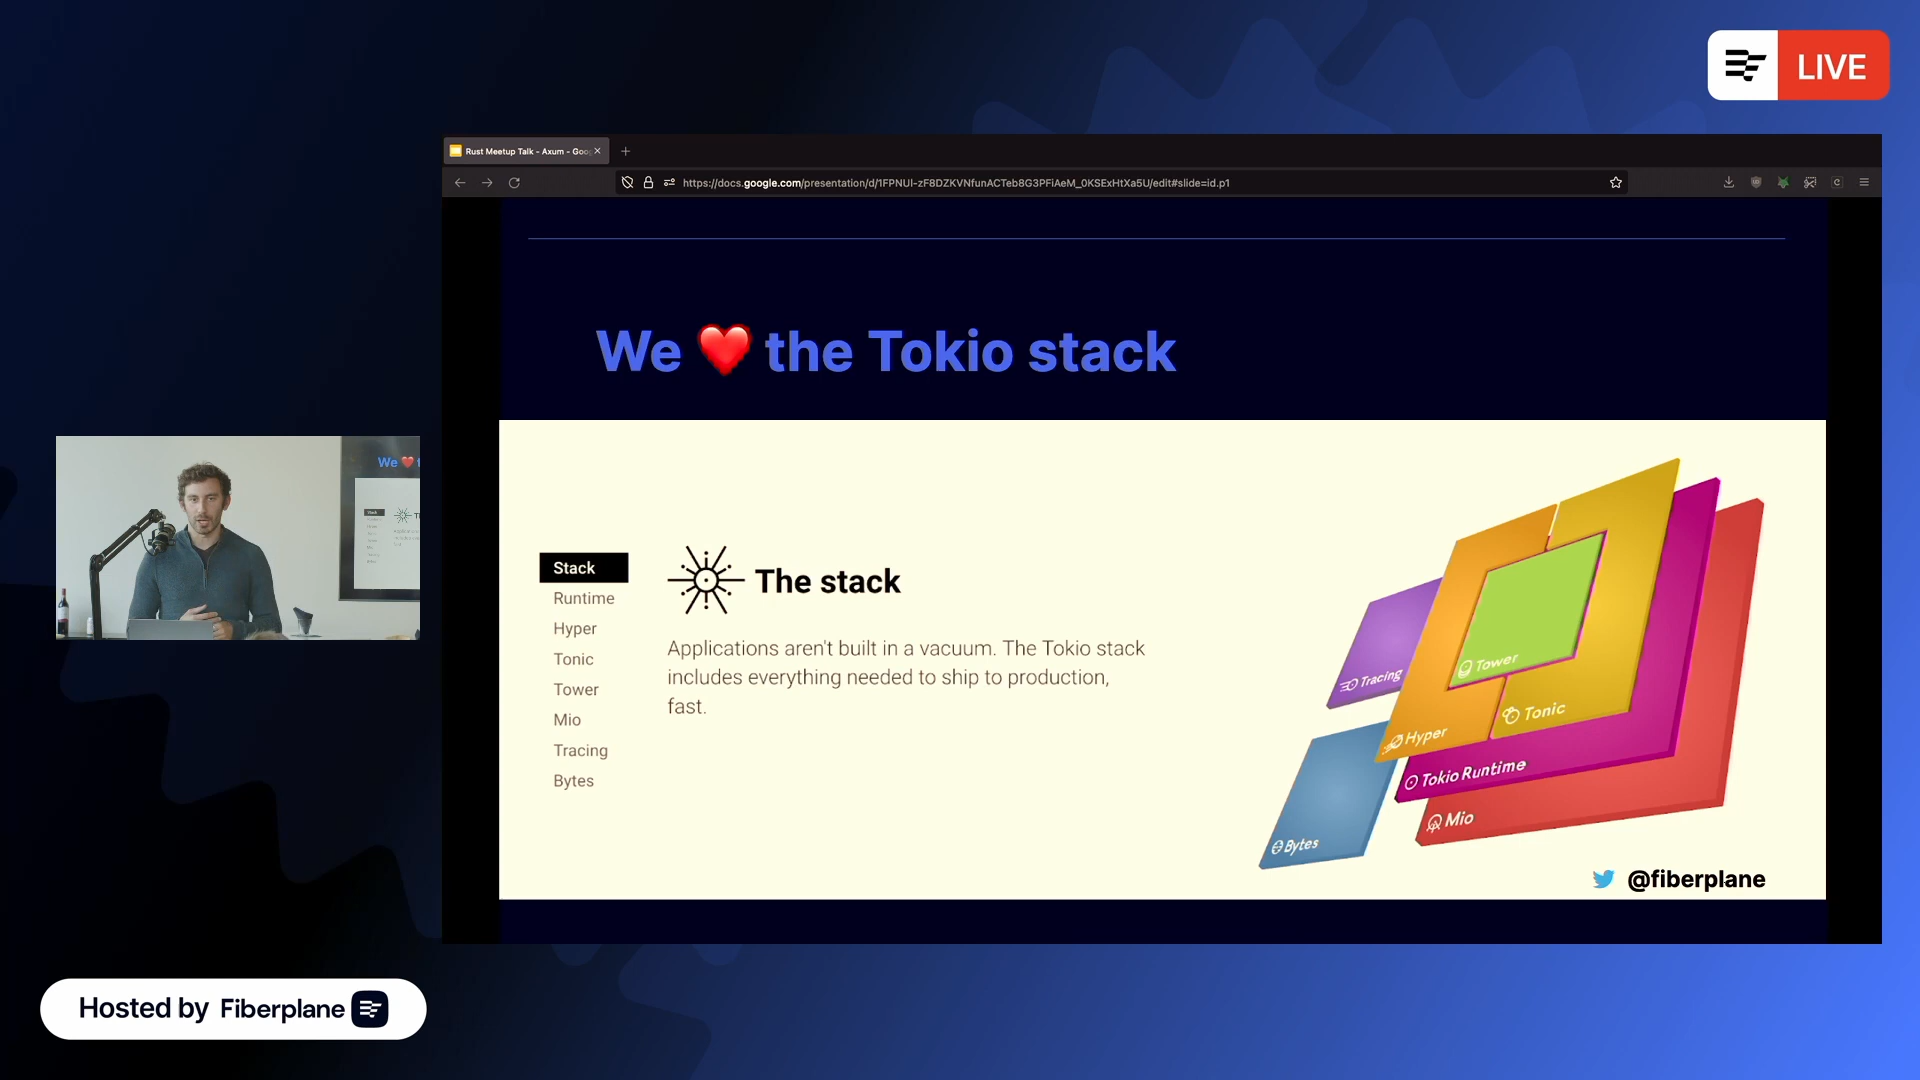 LIVE
Rust Meetup Talk - Axum - Goo
https://docs.google.com/presentation/d/1FPNUI-zF8DZKVNfunACTeb8G3PFiAeM_0KSExHtXa5U/edit#slide=id.p1
We ❤️ the Tokio stack
We ❤️
Stack
Runtime
Hyper
Tonic
Tower
Mio
Tracing
Bytes
The stack
Applications aren't built in a vacuum. The Tokio stack
includes everything needed to ship to production,
fast.
Tower
Tracing
Tonic
Hyper
Tokio Runtime
Mio
Bytes
@fiberplane
Hosted by Fiberplane